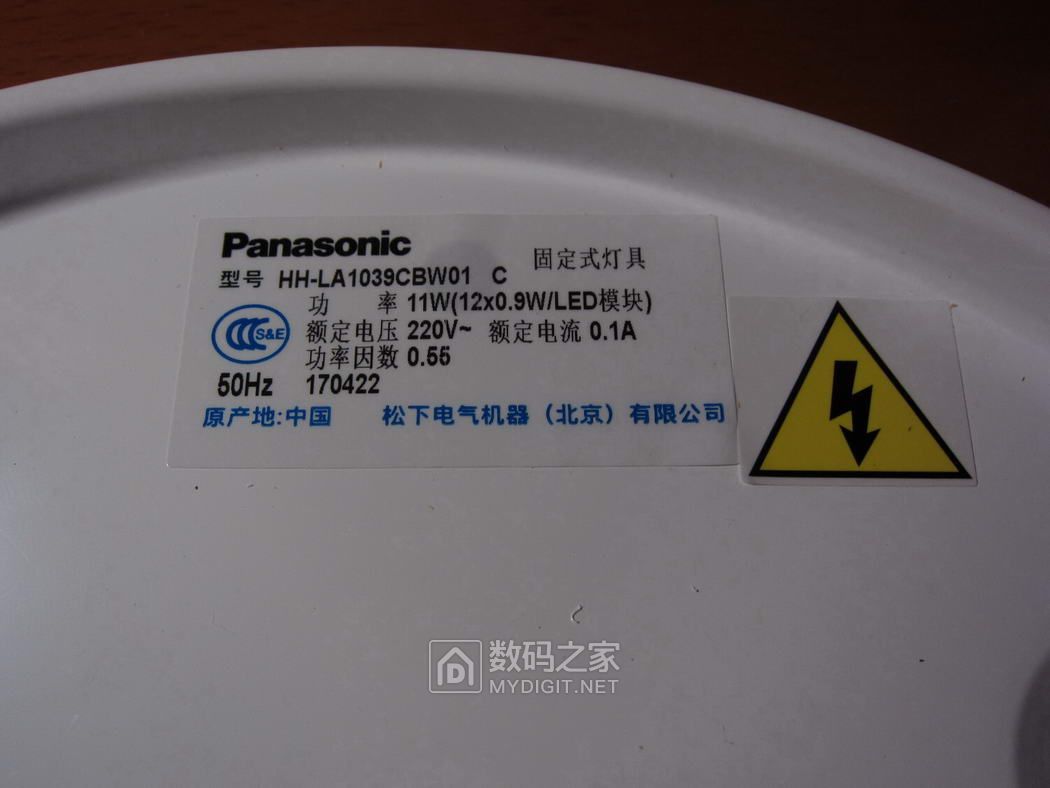 Panasonic
固定式灯具
型号 HH-LA1039CBW01 C
功 率 11W(12x0.9W/LED模块)
S&E
额定电压 220V~ 额定电流 0.1A
功率因数 0.55
50Hz 170422
原产地:中国 松下电气机器（北京）有限公司
数码之家
MYDIGIT.NET